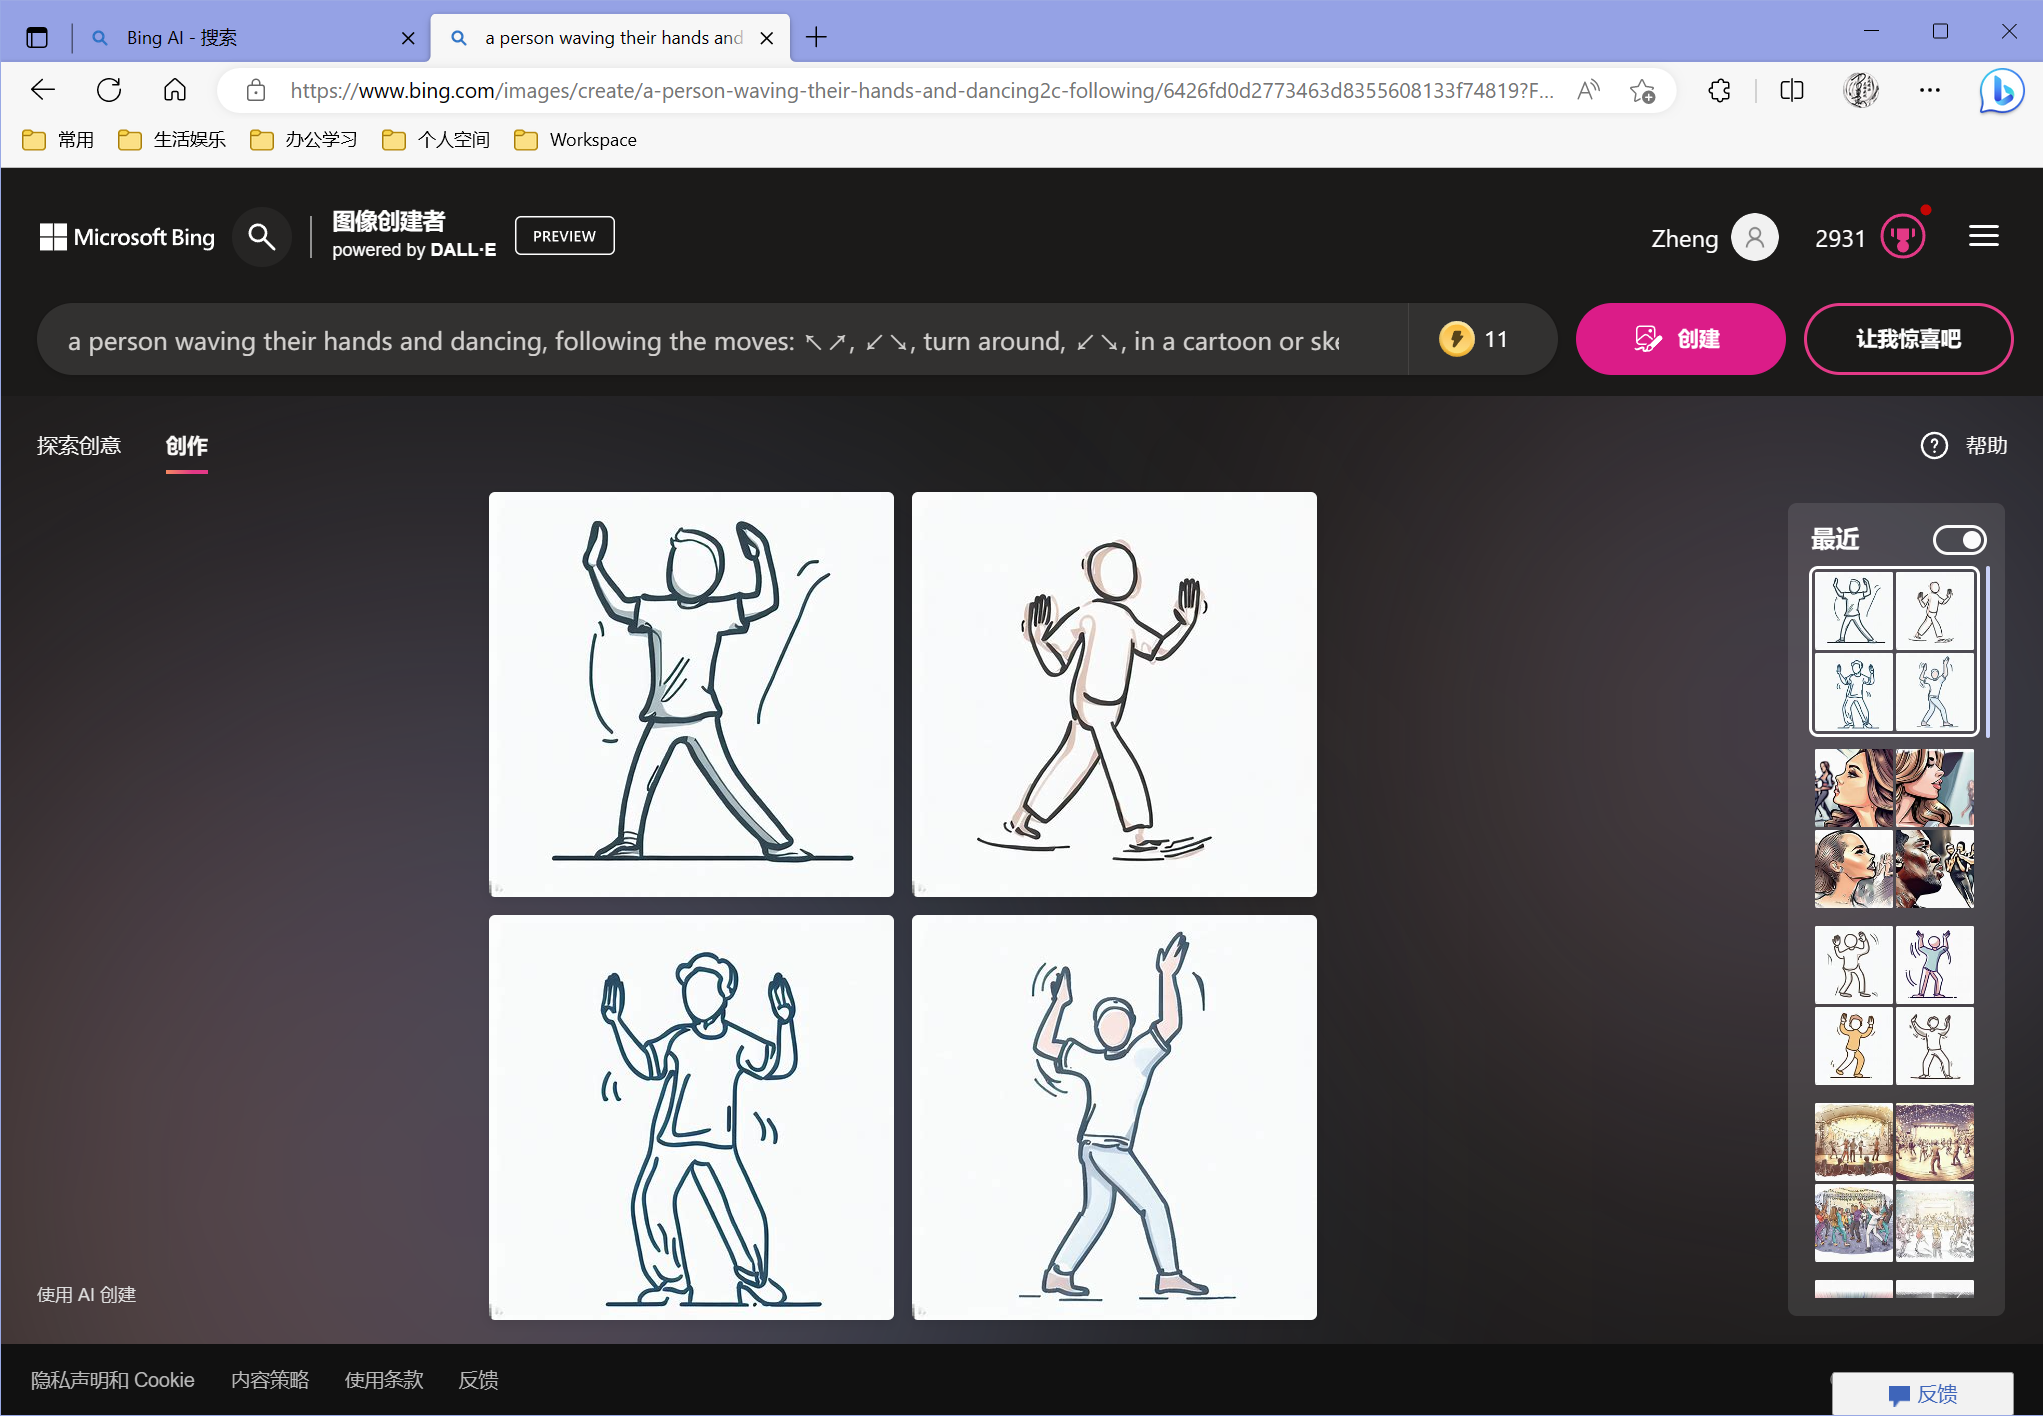 Bing AI - 搜索
a person waving their hands and
https://www.bing.com/images/create/a-person-waving-their-hands-and-dancing2c-following/6426fd0d2773463d8355608133f74819?F...
常用
生活娱乐
办公学习
个人空间
Workspace
Microsoft Bing
图像创建者
powered by DALL·E
PREVIEW
Zheng
2931
a person waving their hands and dancing, following the moves: ↖↗, ↙↘, turn around, ↙↘, in a cartoon or ske
11
创建
让我惊喜吧
探索创意
创作
帮助
最近
使用 AI 创建
隐私声明和 Cookie
内容策略
使用条款
反馈
反馈